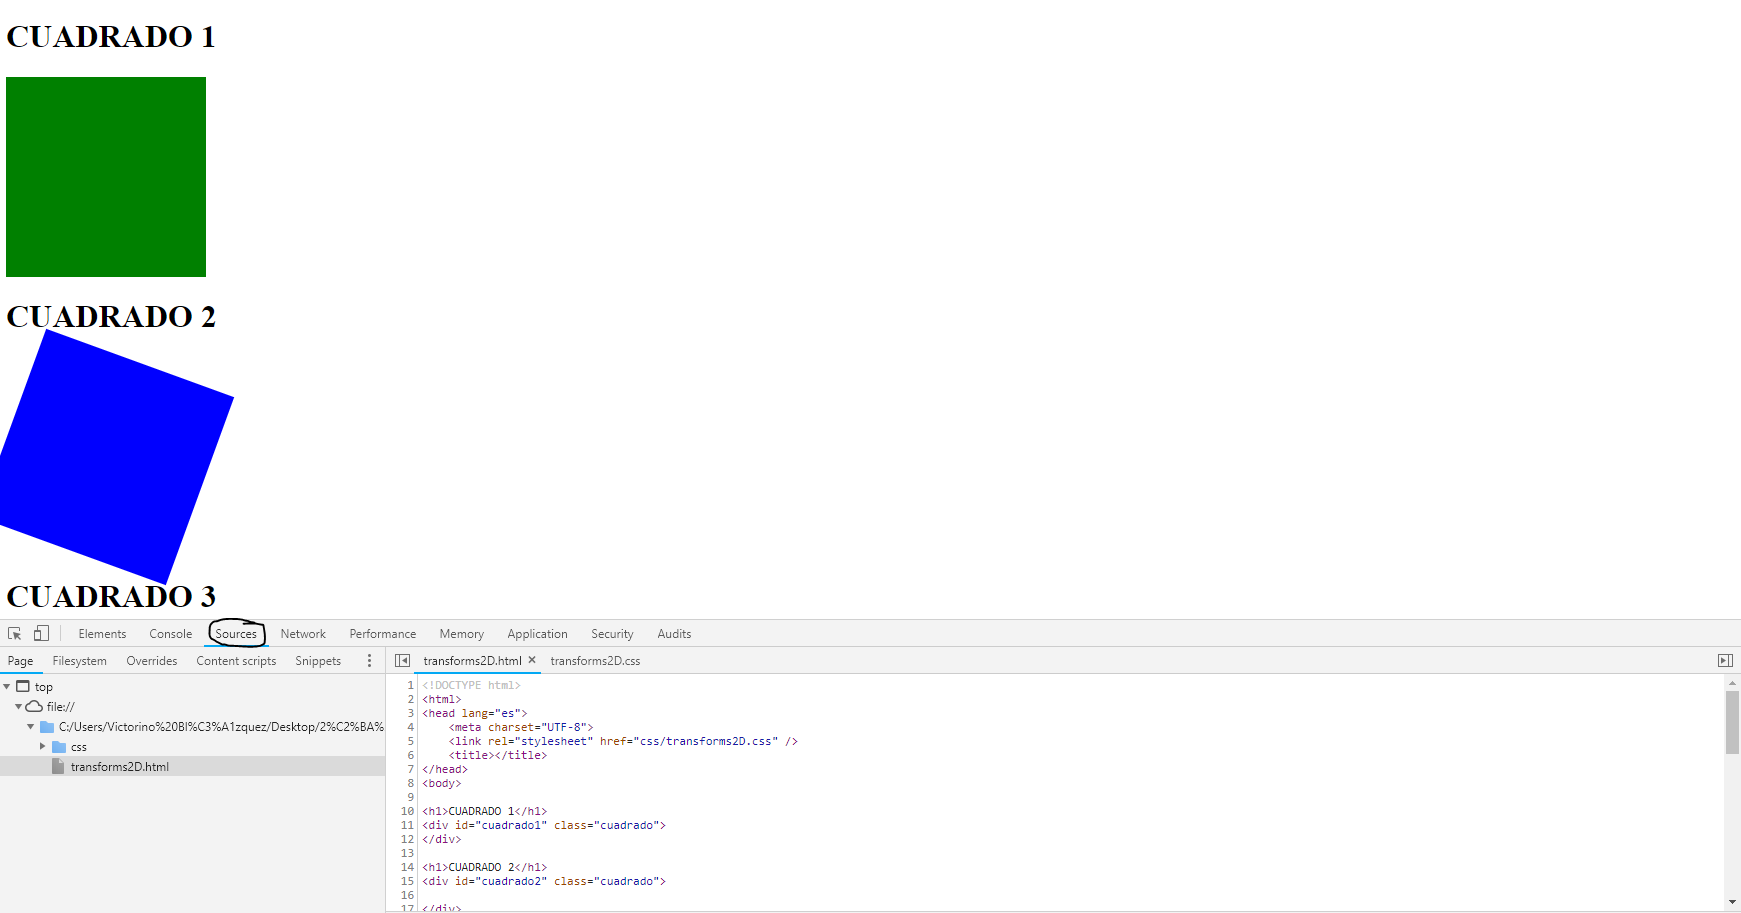 CUADRADO 1
CUADRADO 2
CUADRADO 3
Elements Console Sources Network Performance Memory Application Security Audits
Page Filesystem Overrides Content scripts Snippets
transforms2D.html × transforms2D.css
top
file://
C:/Users/Victorino%20Bl%C3%A1zquez/Desktop/2%C2%BA%
css
transforms2D.html
1 <!DOCTYPE html>
2 <html>
3 <head lang="es">
4 <meta charset="UTF-8">
5 <link rel="stylesheet" href="css/transforms2D.css" />
6 <title></title>
7 </head>
8 <body>
9
10 <h1>CUADRADO 1</h1>
11 <div id="cuadrado1" class="cuadrado">
12 </div>
13
14 <h1>CUADRADO 2</h1>
15 <div id="cuadrado2" class="cuadrado">
16
17 </div>